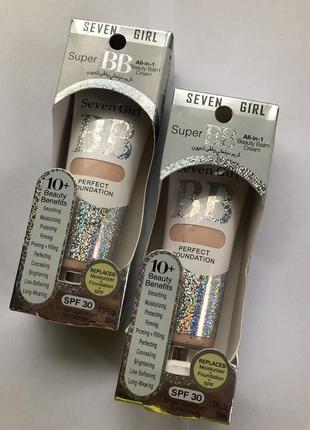 SEVEN GIRL
Super BB All-in-1
Beauty Balm
Cream
Seven Girl
BB
PERFECT
FOUNDATION
10+
Beauty
Benefits
Smoothing
Moisturizing
Protecting
Firming
Priming + Filling
Perfecting
Concealing
Brightening
Line-Softening
Long-Wearing
REPLACES
Moisturizer
+
Foundation
+
SPF
SPF 30
SEVEN GIRL
Super BB All-in-1
Beauty Balm
Cream
Seven Girl
BB
PERFECT
FOUNDATION
10+
Beauty
Benefits
Smoothing
Moisturizing
Protecting
Firming
Priming + Filling
Perfecting
Concealing
Brightening
Line-Softening
Long-Wearing
REPLACES
Moisturizer
+
Foundation
+
SPF
SPF 30